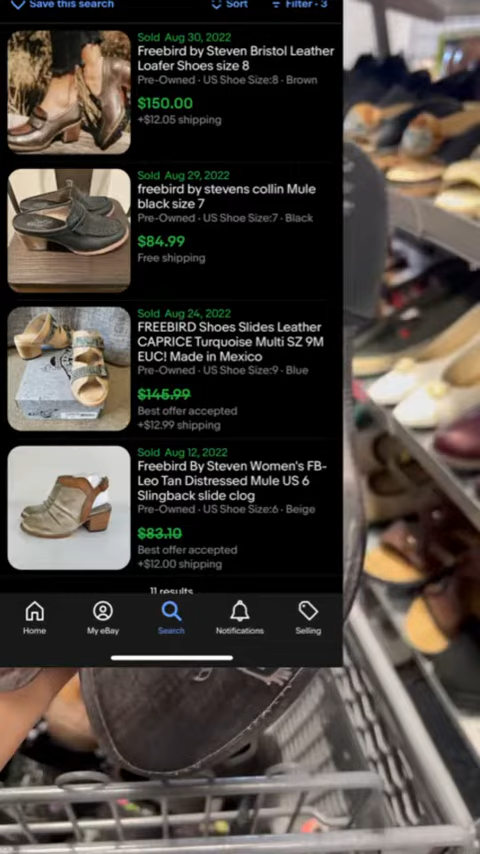 Save this search
Sort
Filter · 3
Sold Aug 30, 2022
Freebird by Steven Bristol Leather
Loafer Shoes size 8
Pre-Owned · US Shoe Size:8 · Brown
$150.00
+$12.05 shipping
Sold Aug 29, 2022
freebird by stevens collin Mule
black size 7
Pre-Owned · US Shoe Size:7 · Black
$84.99
Free shipping
Sold Aug 24, 2022
FREEBIRD Shoes Slides Leather
CAPRICE Turquoise Multi SZ 9M
EUC! Made in Mexico
Pre-Owned · US Shoe Size:9 · Blue
$145.99
Best offer accepted
+$12.99 shipping
Sold Aug 12, 2022
Freebird By Steven Women's FB-
Leo Tan Distressed Mule US 6
Slingback slide clog
Pre-Owned · US Shoe Size:6 · Beige
$83.10
Best offer accepted
+$12.00 shipping
11 results
Home
My eBay
Search
Notifications
Selling